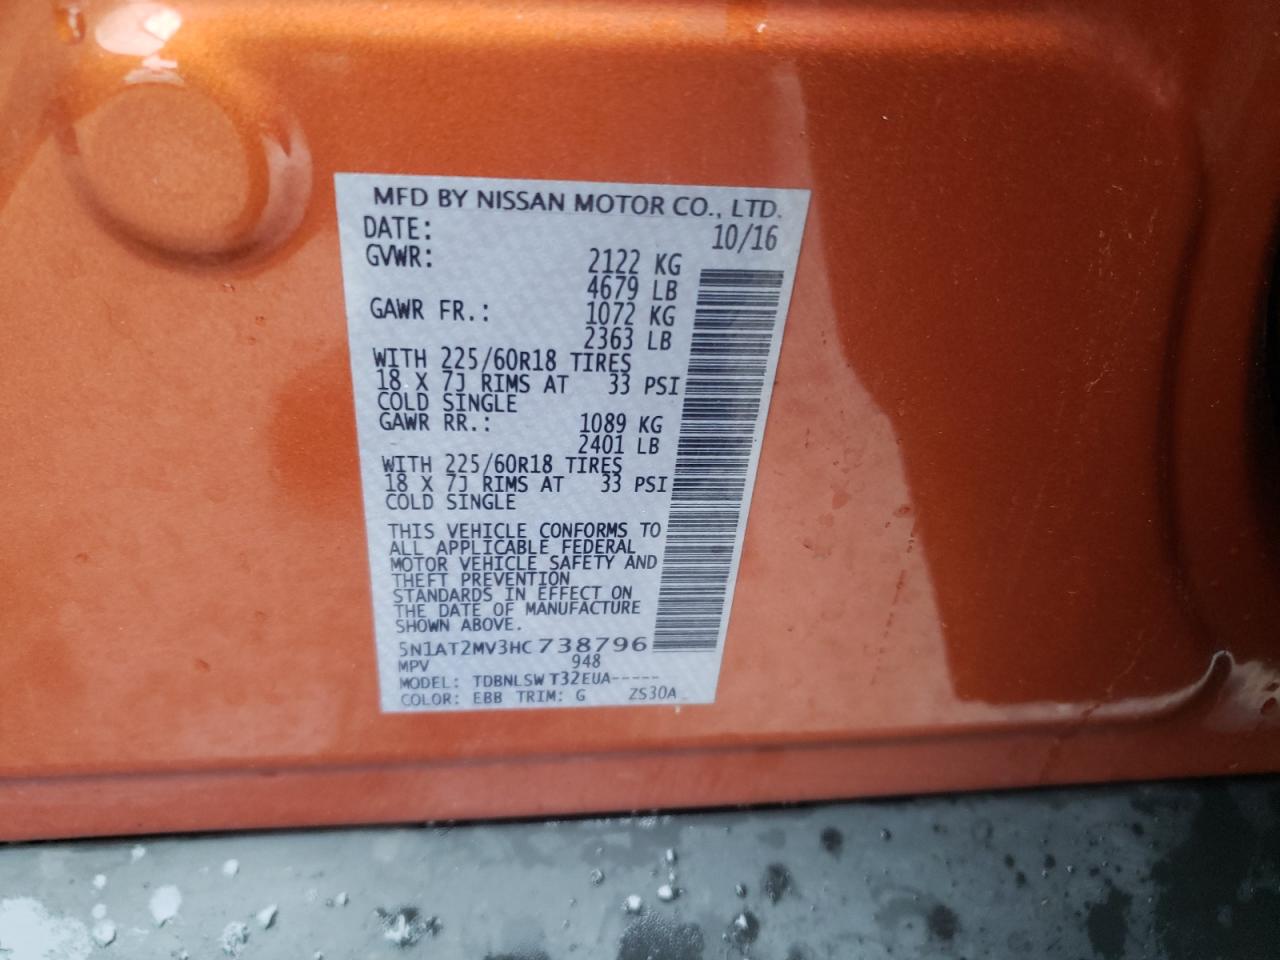 MFD BY NISSAN MOTOR CO., LTD.
DATE: 10/16
GVWR: 2122 KG
4679 LB
GAWR FR.: 1072 KG
2363 LB
WITH 225/60R18 TIRES
18 X 7J RIMS AT 33 PSI
COLD SINGLE
GAWR RR.: 1089 KG
2401 LB
WITH 225/60R18 TIRES
18 X 7J RIMS AT 33 PSI
COLD SINGLE
THIS VEHICLE CONFORMS TO
ALL APPLICABLE FEDERAL
MOTOR VEHICLE SAFETY AND
THEFT PREVENTION
STANDARDS IN EFFECT ON
THE DATE OF MANUFACTURE
SHOWN ABOVE.
5N1AT2MV3HC738796
MPV 948
MODEL: TDBNLSW T32EUA-----
COLOR: EBB TRIM: G ZS30A